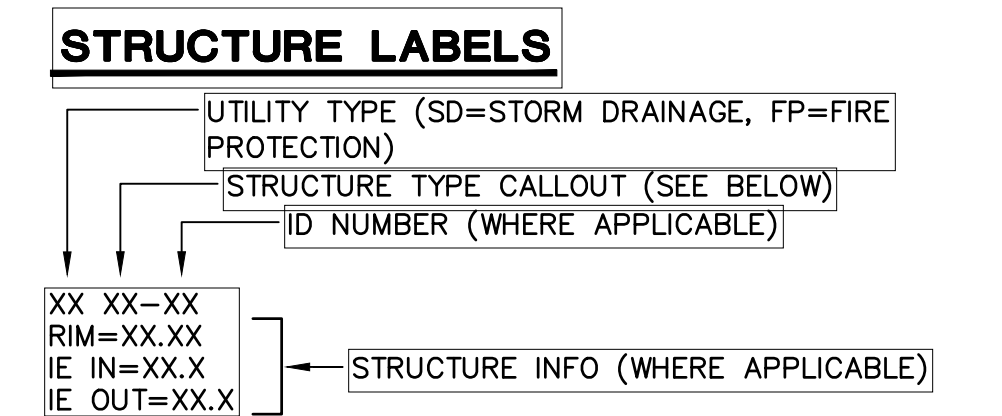 STRUCTURE LABELS
UTILITY TYPE (SD=STORM DRAINAGE, FP=FIRE
PROTECTION)
STRUCTURE TYPE CALLOUT (SEE BELOW)
ID NUMBER (WHERE APPLICABLE)
XX XX-XX
RIM=XX.XX
IE IN=XX.X
IE OUT=XX.X
STRUCTURE INFO (WHERE APPLICABLE)